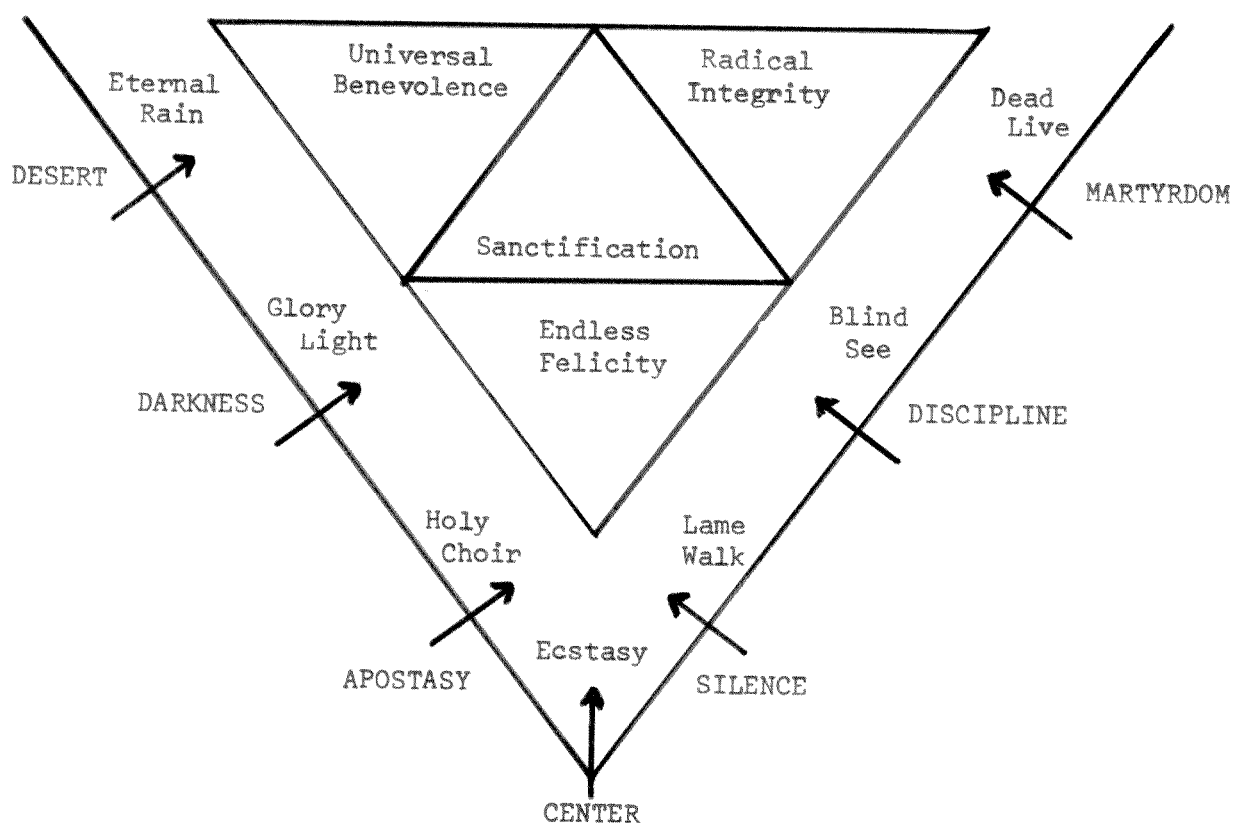 Universal
Benevolence
Radical
Integrity
Eternal
Rain
Dead
Live
DESERT
MARTYRDOM
Sanctification
Glory
Light
Endless
Felicity
Blind
See
DARKNESS
DISCIPLINE
Holy
Choir
Lame
Walk
Ecstasy
APOSTASY
SILENCE
CENTER